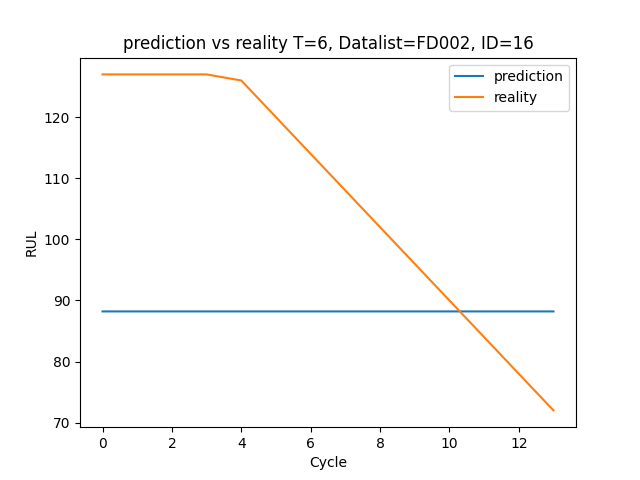 prediction vs reality T=6, Datalist=FD002, ID=16
prediction
reality
120
110
100
90
80
70
RUL
0 2 4 6 8 10 12
Cycle